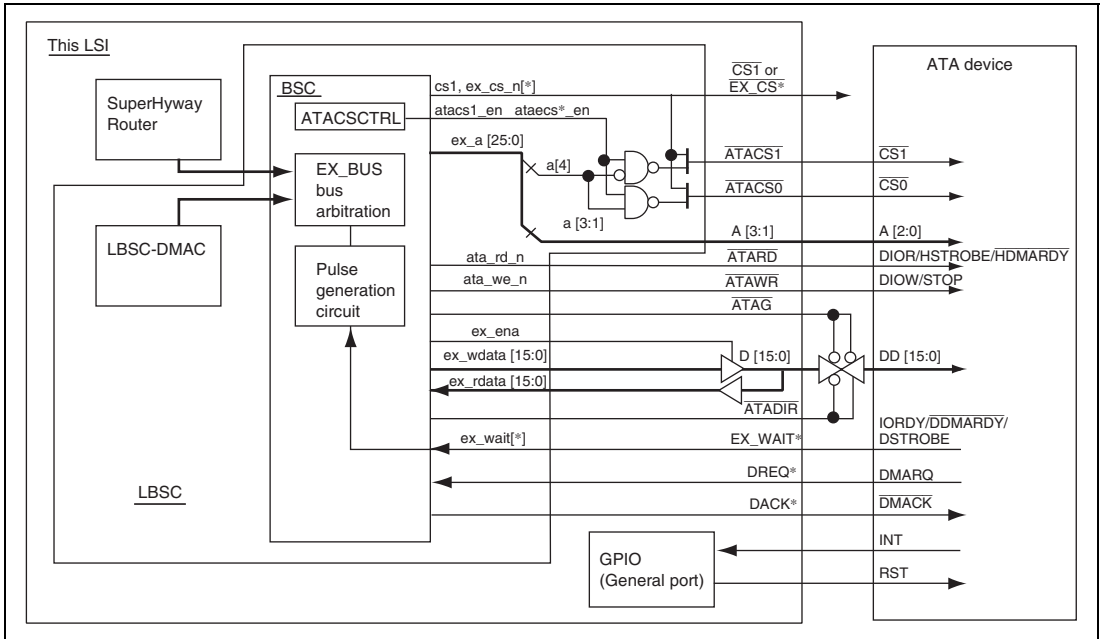 This LSI
SuperHyway
Router
LBSC-DMAC
LBSC
BSC
ATACSCTRL
EX_BUS
bus
arbitration
Pulse
generation
circuit
cs1, ex_cs_n[*]
atacs1_en ataecs*_en
ex_a [25:0]
a[4]
a [3:1]
ata_rd_n
ata_we_n
ex_ena
ex_wdata [15:0]
ex_rdata [15:0]
ex_wait[*]
CS1 or
EX_CS*
ATACS1
ATACS0
A [3:1]
ATARD
ATAWR
ATAG
D [15:0]
ATADIR
EX_WAIT*
DREQ*
DACK*
GPIO
(General port)
ATA device
CS1
CS0
A [2:0]
DIOR/HSTROBE/HDMARDY
DIOW/STOP
DD [15:0]
IORDY/DDMARDY/
DSTROBE
DMARQ
DMACK
INT
RST